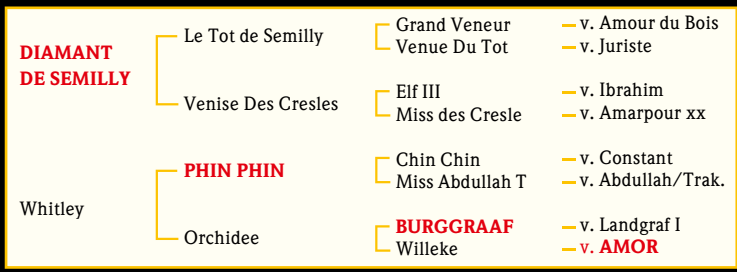 Grand Veneur – v. Amour du Bois
Le Tot de Semilly
Venue Du Tot – v. Juriste
DIAMANT
DE SEMILLY
Elf III – v. Ibrahim
Venise Des Cresles
Miss des Cresle – v. Amarpour xx
Chin Chin – v. Constant
PHIN PHIN
Miss Abdullah T – v. Abdullah/Trak.
Whitley
BURGGRAAF – v. Landgraf I
Orchidee
Willeke – v. AMOR